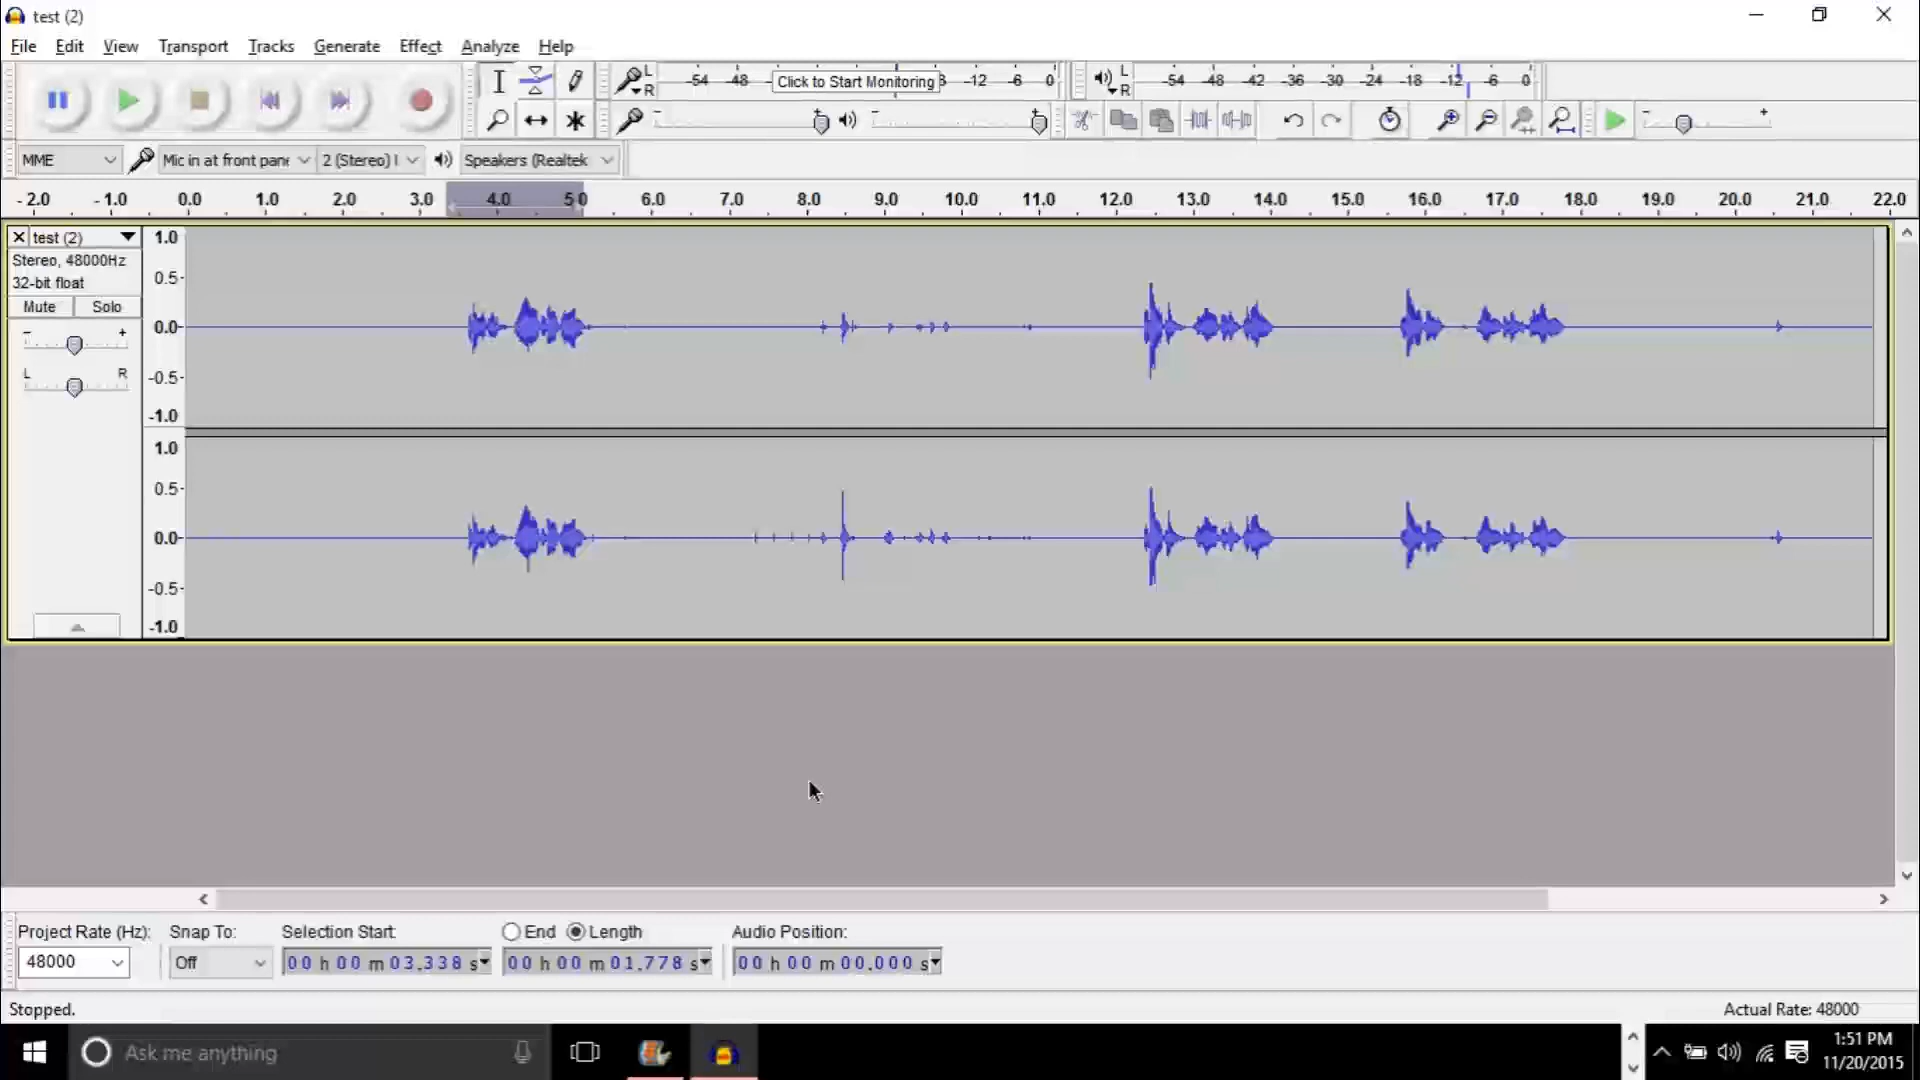 test (2)
File Edit View Transport Tracks Generate Effect Analyze Help
L R -54 -48 Click to Start Monitoring -12 -6 0 L R -54 -48 -42 -36 -30 -24 -18 -12 -6 0
- + - +
MME Mic in at front pane 2 (Stereo) Speakers (Realtek
-2.0 -1.0 0.0 1.0 2.0 3.0 4.0 5.0 6.0 7.0 8.0 9.0 10.0 11.0 12.0 13.0 14.0 15.0 16.0 17.0 18.0 19.0 20.0 21.0 22.0
test (2) 1.0
Stereo, 48000Hz
32-bit float 0.5
Mute Solo
- + 0.0
L R
-0.5
-1.0
1.0
0.5
0.0
-0.5
-1.0
Project Rate (Hz): Snap To: Selection Start: End Length Audio Position:
48000 Off 00 h 00 m 03.338 s 00 h 00 m 01.778 s 00 h 00 m 00.000 s
Stopped. Actual Rate: 48000
Ask me anything 1:51 PM
11/20/2015